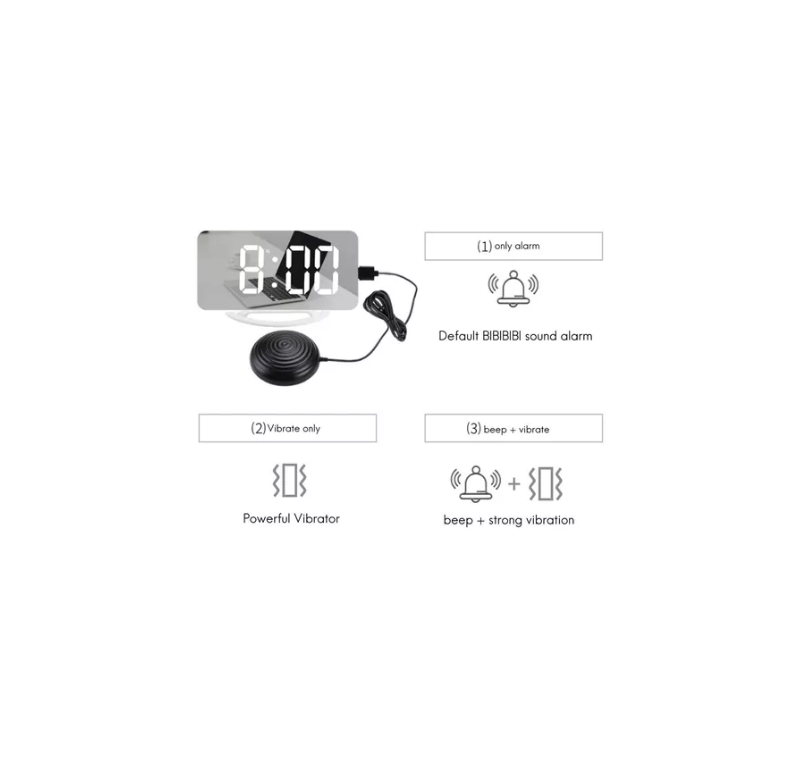 8:00
(1) only alarm
Default BIBIBIBI sound alarm
(2) Vibrate only
Powerful Vibrator
(3) beep + vibrate
+
beep + strong vibration